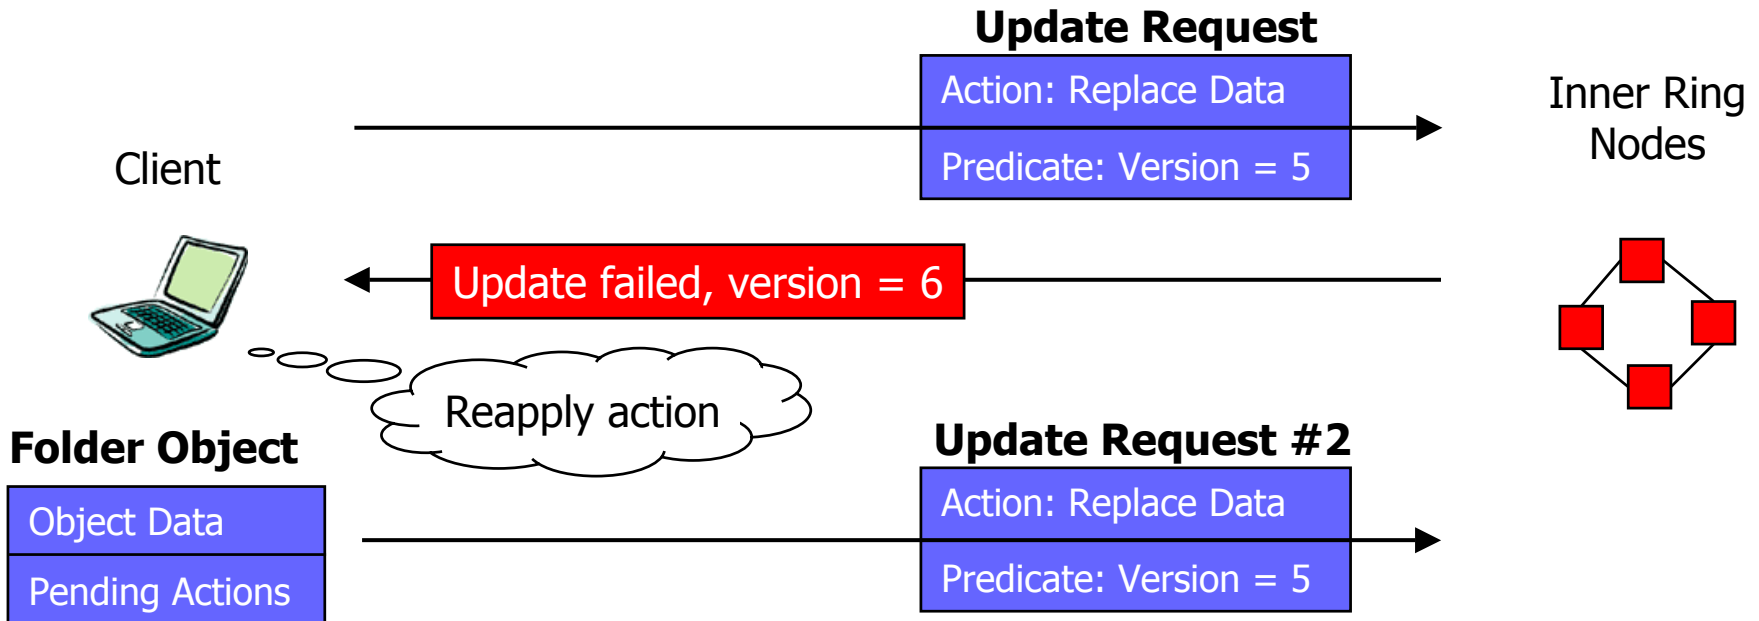 Update Request
Action: Replace Data
Predicate: Version = 5
Inner Ring
Nodes
Client
Update failed, version = 6
Reapply action
Folder Object
Object Data
Pending Actions
Update Request #2
Action: Replace Data
Predicate: Version = 5